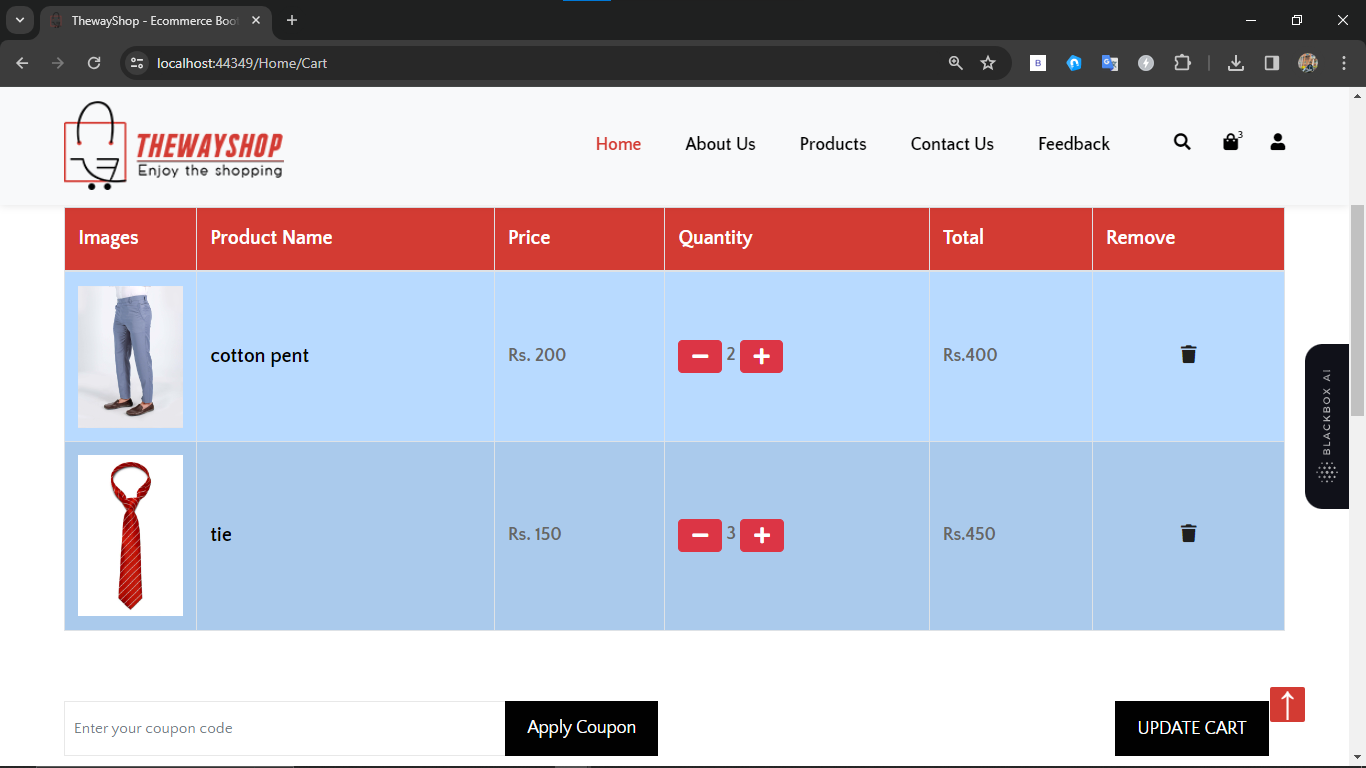 ThewayShop - Ecommerce Boot
localhost:44349/Home/Cart
THEWAYSHOP
Enjoy the shopping
Home About Us Products Contact Us Feedback 3
Images Product Name Price Quantity Total Remove
cotton pent Rs. 200 2 Rs.400
tie Rs. 150 3 Rs.450
BLACKBOX AI
Enter your coupon code Apply Coupon UPDATE CART